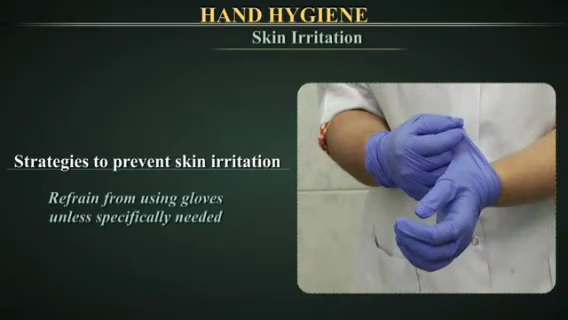 HAND HYGIENE
Skin Irritation
Strategies to prevent skin irritation
Refrain from using gloves
unless specifically needed